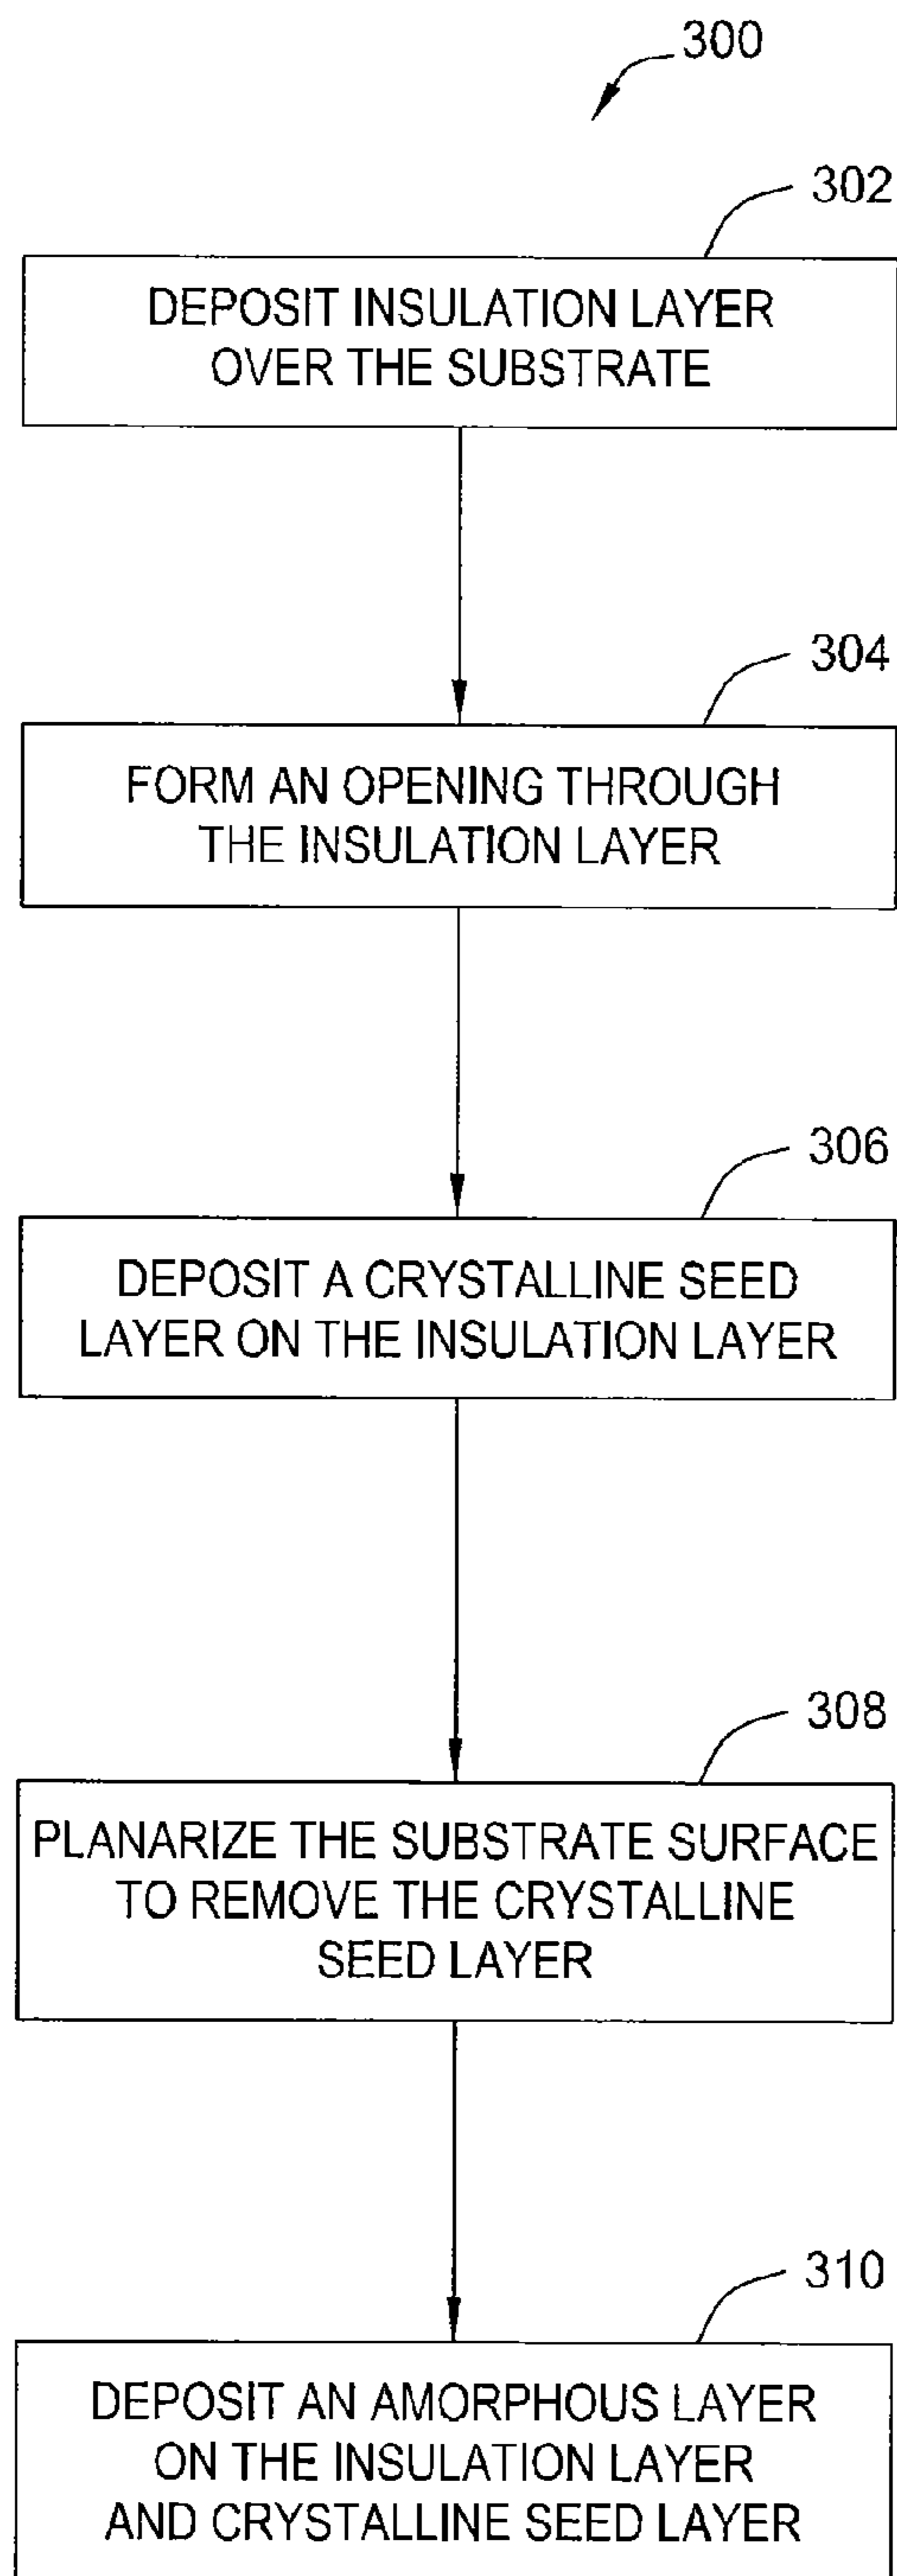 300
302
DEPOSIT INSULATION LAYER
OVER THE SUBSTRATE
304
FORM AN OPENING THROUGH
THE INSULATION LAYER
306
DEPOSIT A CRYSTALLINE SEED
LAYER ON THE INSULATION LAYER
308
PLANARIZE THE SUBSTRATE SURFACE
TO REMOVE THE CRYSTALLINE
SEED LAYER
310
DEPOSIT AN AMORPHOUS LAYER
ON THE INSULATION LAYER
AND CRYSTALLINE SEED LAYER